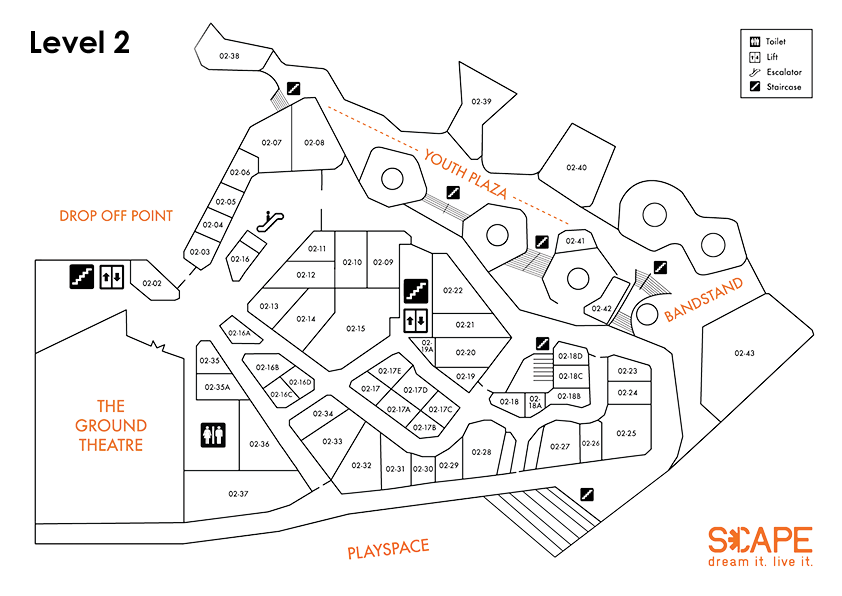 Level 2
Toilet
Lift
Escalator
Staircase
02-38
02-39
02-07
02-08
YOUTH PLAZA
02-40
02-06
02-05
02-04
02-03
DROP OFF POINT
02-16
02-02
02-11
02-10
02-09
02-12
02-13
02-14
02-15
02-16A
02-22
02-21
02-20
02-
19A
02-19
02-41
02-42
BANDSTAND
02-43
02-35
02-35A
02-16B
02-16D
02-16C
02-17E
02-17
02-17D
02-17A
02-17C
02-17B
02-18D
02-18C
02-18B
02-18
02-
18A
02-23
02-24
02-25
02-26
02-27
02-28
02-29
02-30
02-31
02-32
02-33
02-34
02-36
02-37
THE
GROUND
THEATRE
PLAYSPACE
SCAPE
dream it. live it.